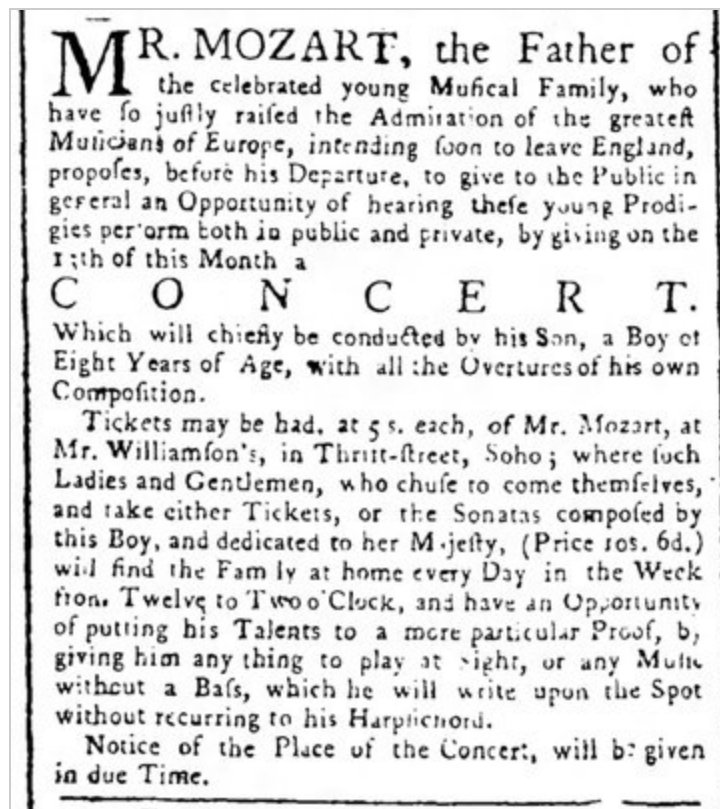 MR. MOZART, the Father of
the celebrated young Muſical Family, who
have ſo juſtly raiſed the Admiration of the greateſt
Muſicians of Europe, intending ſoon to leave England,
propoſes, before his Departure, to give to the Public in
general an Opportunity of hearing theſe young Prodi-
gies perform both in public and private, by giving on the
13th of this Month a
CONCERT.
Which will chiefly be conducted by his Son, a Boy of
Eight Years of Age, with all the Overtures of his own
Compoſition.
Tickets may be had, at 5s. each, of Mr. Mozart, at
Mr. Williamſon's, in Thrift-ſtreet, Soho; where ſuch
Ladies and Gentlemen, who chuſe to come themſelves,
and take either Tickets, or the Sonatas compoſed by
this Boy, and dedicated to her Majeſty, (Price 10s. 6d.)
will find the Family at home every Day in the Week
from Twelve to Two o'Clock, and have an Opportunity
of putting his Talents to a more particular Proof, by
giving him any thing to play at ſight, or any Muſic
without a Baſs, which he will write upon the Spot
without recurring to his Harpſichord.
Notice of the Place of the Concert, will be given
in due Time.